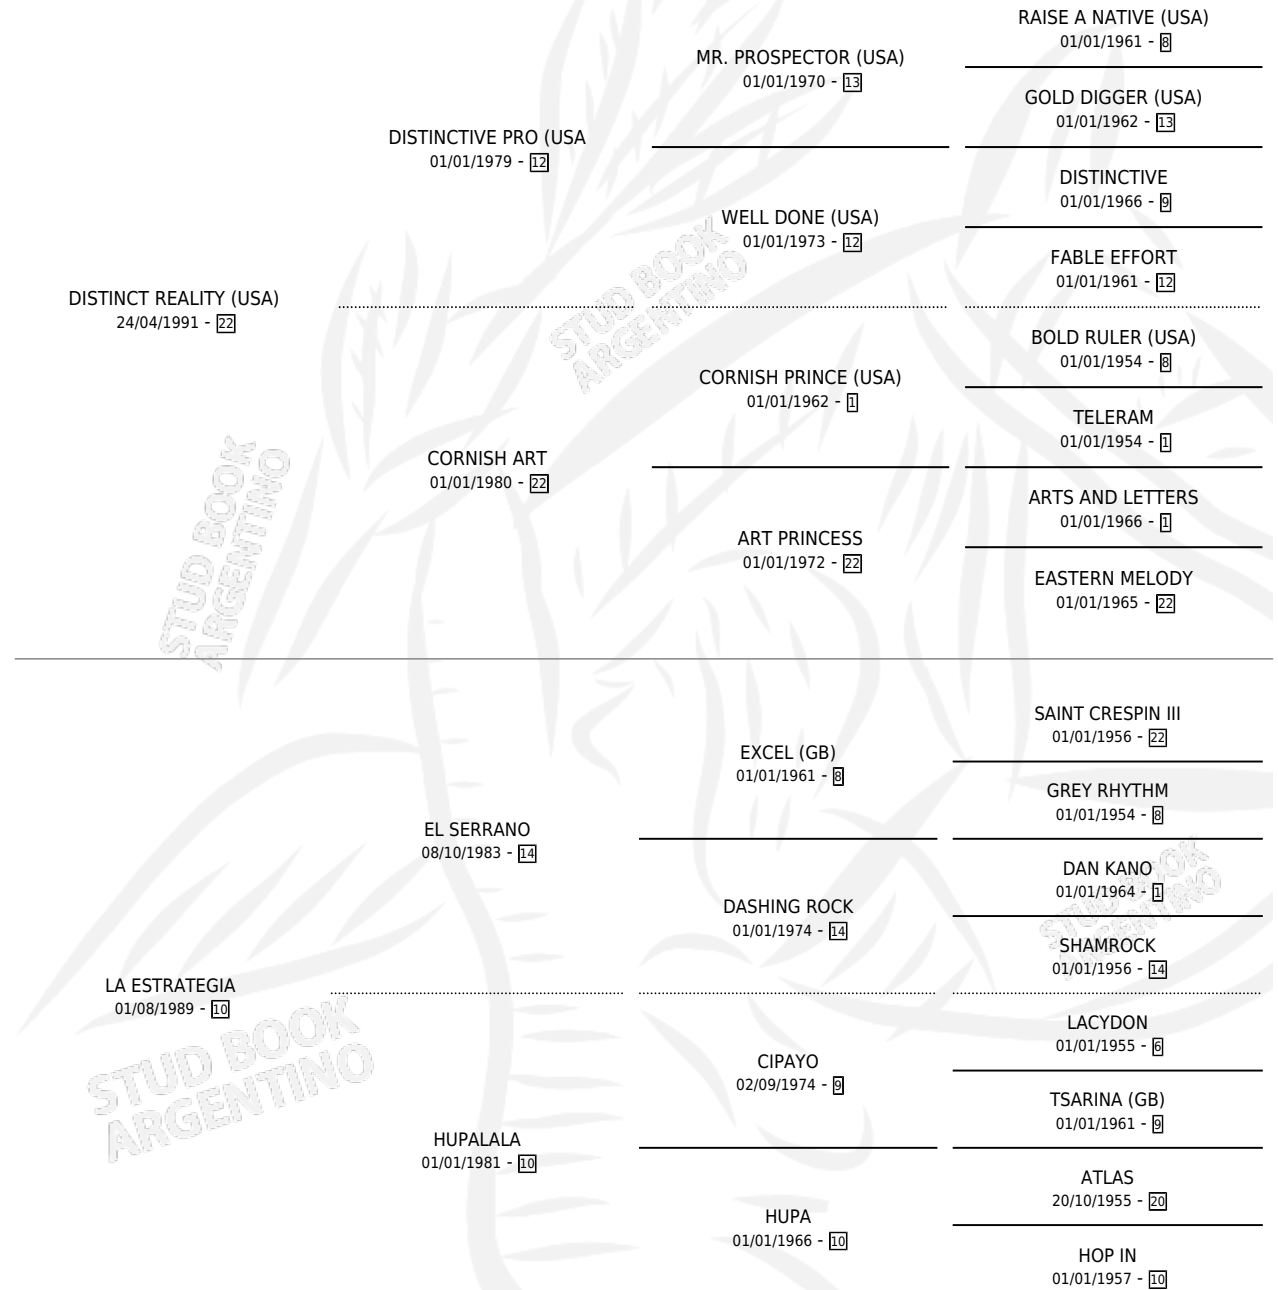 RAISE A NATIVE (USA)
01/01/1961 - 8
MR. PROSPECTOR (USA)
01/01/1970 - 13
GOLD DIGGER (USA)
01/01/1962 - 13
DISTINCTIVE PRO (USA
01/01/1979 - 12
DISTINCTIVE
01/01/1966 - 9
WELL DONE (USA)
01/01/1973 - 12
FABLE EFFORT
01/01/1961 - 12
DISTINCT REALITY (USA)
24/04/1991 - 22
STUD BOOK
ARGENTINO
BOLD RULER (USA)
01/01/1954 - 8
CORNISH PRINCE (USA)
01/01/1962 - 1
TELERAM
01/01/1954 - 1
CORNISH ART
01/01/1980 - 22
ARTS AND LETTERS
01/01/1966 - 1
ART PRINCESS
01/01/1972 - 22
EASTERN MELODY
01/01/1965 - 22
STUD BOOK
ARGENTINO
SAINT CRESPIN III
01/01/1956 - 22
EXCEL (GB)
01/01/1961 - 8
GREY RHYTHM
01/01/1954 - 8
EL SERRANO
08/10/1983 - 14
DAN KANO
01/01/1964 - 1
DASHING ROCK
01/01/1974 - 14
STUD BOOK
ARGENTINO
SHAMROCK
01/01/1956 - 14
LA ESTRATEGIA
01/08/1989 - 10
LACYDON
01/01/1955 - 6
STUD BOOK
ARGENTINO
CIPAYO
02/09/1974 - 9
TSARINA (GB)
01/01/1961 - 9
HUPALALA
01/01/1981 - 10
ATLAS
20/10/1955 - 20
HUPA
01/01/1966 - 10
HOP IN
01/01/1957 - 10